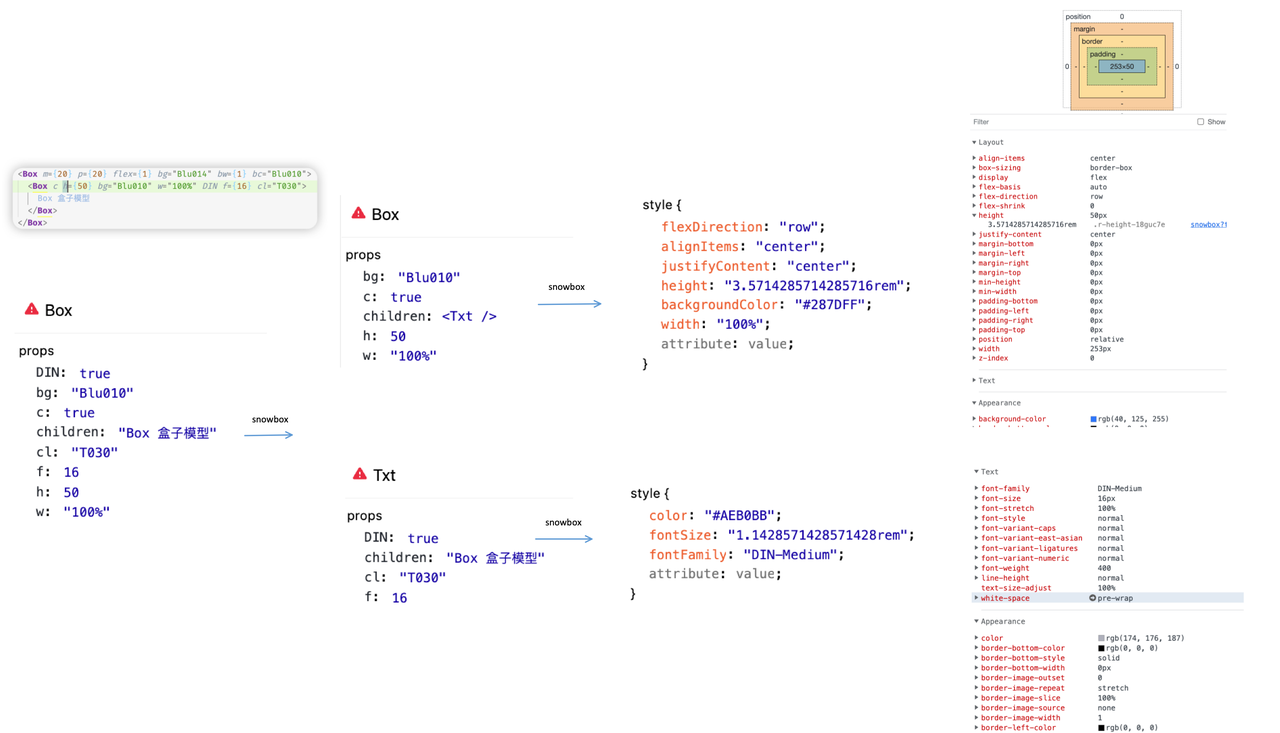 <Box m={20} p={20} flex={1} bg="Blu014" bw={1} bc="Blu010">
<Box c h={50} bg="Blu010" w="100%" DIN f={16} cl="T030">
Box 盒子模型
</Box>
</Box>
Box
props
DIN: true
bg: "Blu010"
c: true
children: "Box 盒子模型"
cl: "T030"
f: 16
h: 50
w: "100%"
snowbox
Box
props
bg: "Blu010"
c: true
children: <Txt />
h: 50
w: "100%"
snowbox
style {
flexDirection: "row";
alignItems: "center";
justifyContent: "center";
height: "3.5714285714285716rem";
backgroundColor: "#287DFF";
width: "100%";
attribute: value;
}
Txt
props
DIN: true
children: "Box 盒子模型"
cl: "T030"
f: 16
snowbox
style {
color: "#AEB0BB";
fontSize: "1.1428571428571428rem";
fontFamily: "DIN-Medium";
attribute: value;
}
position 0
margin -
border -
padding -
0 - - - 253×50 - - - 0
-
-
-
Filter Show
Layout
align-items center
box-sizing border-box
display flex
flex-basis auto
flex-direction row
flex-shrink 0
height 50px
3.5714285714285716rem .r-height-18guc7e snowbox?1
justify-content center
margin-bottom 0px
margin-left 0px
margin-right 0px
margin-top 0px
min-height 0px
min-width 0px
padding-bottom 0px
padding-left 0px
padding-right 0px
padding-top 0px
position relative
width 253px
z-index 0
Text
Appearance
background-color rgb(40, 125, 255)
Text
font-family DIN-Medium
font-size 16px
font-stretch 100%
font-style normal
font-variant-caps normal
font-variant-east-asian normal
font-variant-ligatures normal
font-variant-numeric normal
font-weight 400
line-height normal
text-size-adjust 100%
white-space pre-wrap
Appearance
color rgb(174, 176, 187)
border-bottom-color rgb(0, 0, 0)
border-bottom-style solid
border-bottom-width 0px
border-image-outset 0
border-image-repeat stretch
border-image-slice 100%
border-image-source none
border-image-width 1
border-left-color rgb(0, 0, 0)